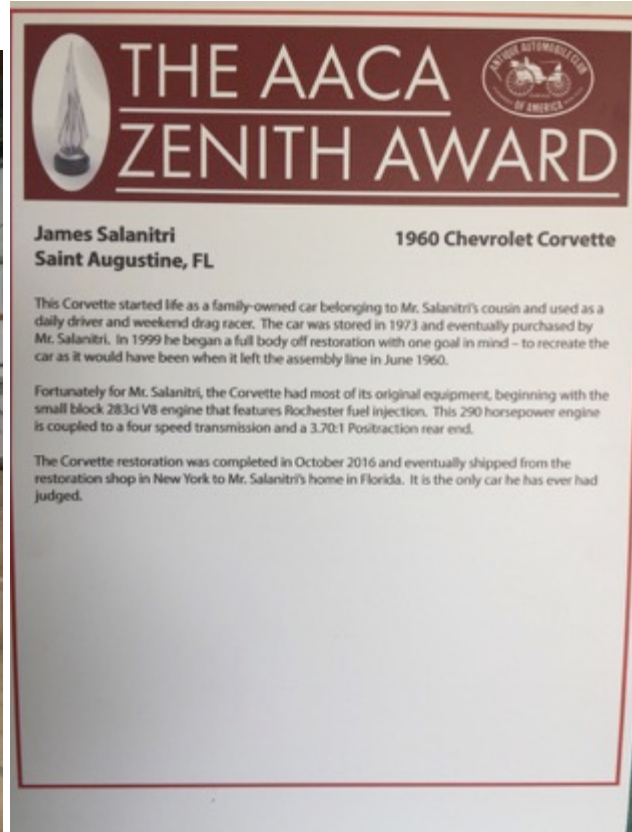 THE AACA
ZENITH AWARD
ANTIQUE AUTOMOBILE CLUB
OF AMERICA
James Salanitri
Saint Augustine, FL
1960 Chevrolet Corvette
This Corvette started life as a family-owned car belonging to Mr. Salanitri's cousin and used as a
daily driver and weekend drag racer. The car was stored in 1973 and eventually purchased by
Mr. Salanitri. In 1999 he began a full body off restoration with one goal in mind – to recreate the
car as it would have been when it left the assembly line in June 1960.
Fortunately for Mr. Salanitri, the Corvette had most of its original equipment, beginning with the
small block 283ci V8 engine that features Rochester fuel injection. This 290 horsepower engine
is coupled to a four speed transmission and a 3.70:1 Positraction rear end.
The Corvette restoration was completed in October 2016 and eventually shipped from the
restoration shop in New York to Mr. Salanitri's home in Florida. It is the only car he has ever had
judged.